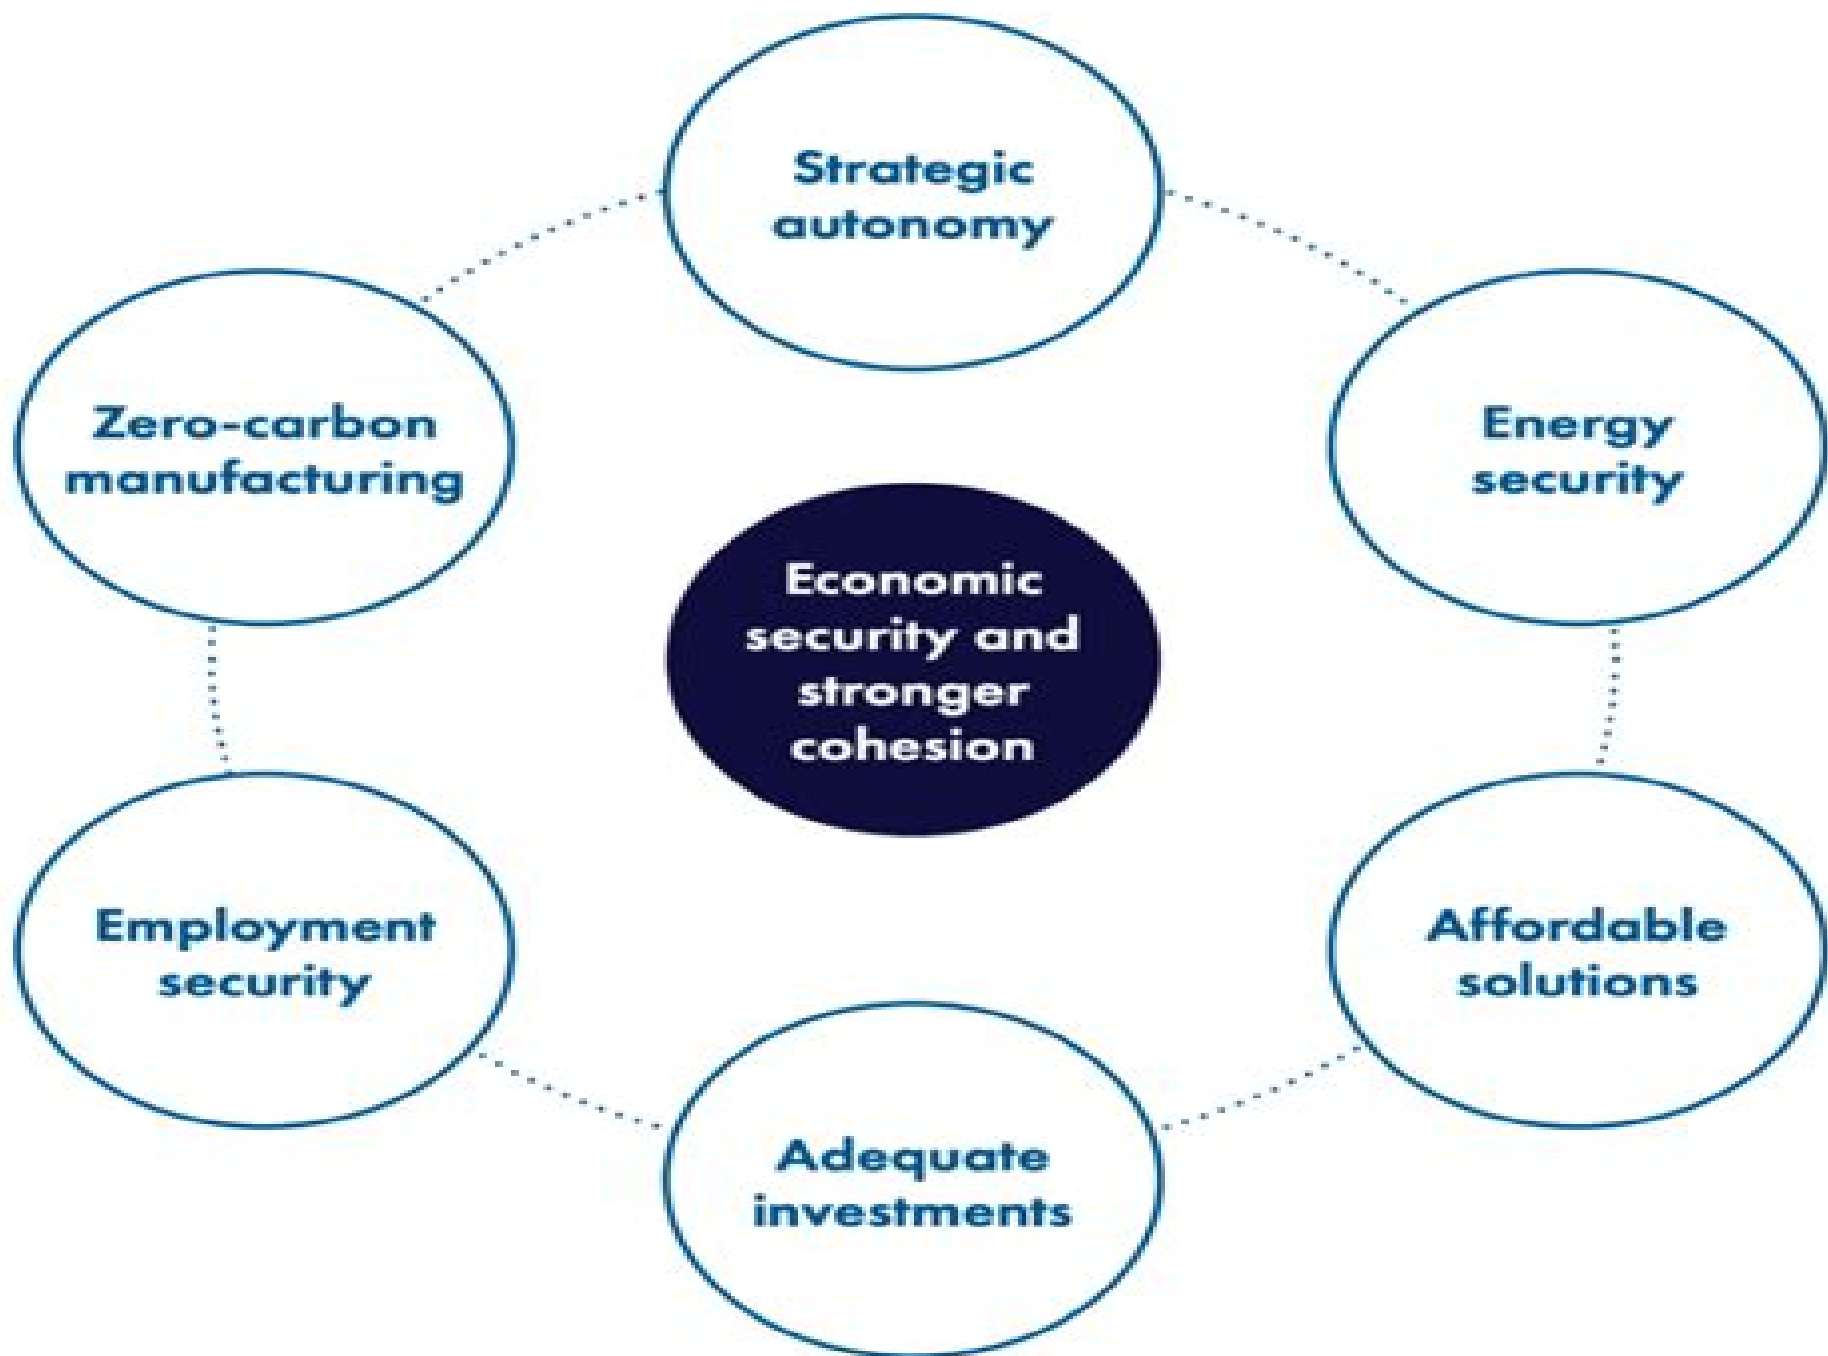 Strategic
autonomy
Zero-carbon
manufacturing
Energy
security
Economic
security and
stronger
cohesion
Employment
security
Affordable
solutions
Adequate
investments